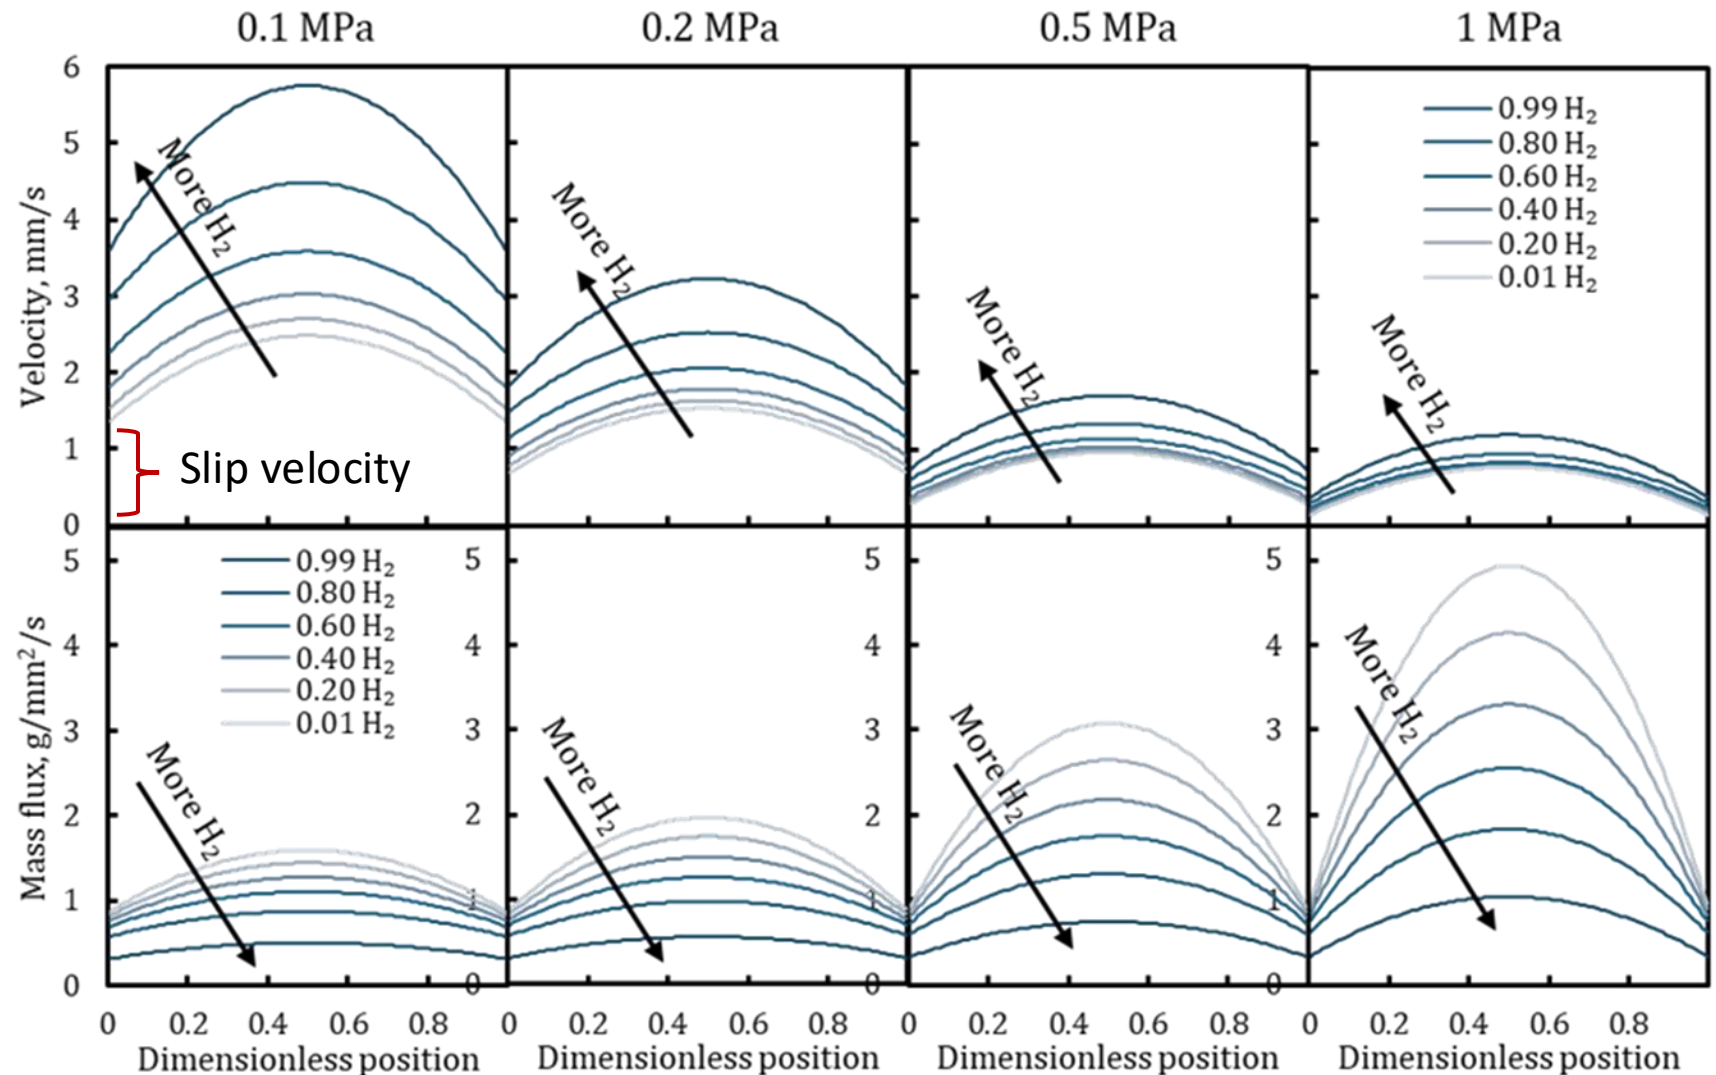 0.1 MPa
0.2 MPa
0.5 MPa
1 MPa
Velocity, mm/s
6
5
4
3
2
1
0
More H₂
Slip velocity
More H₂
More H₂
More H₂
0.99 H₂
0.80 H₂
0.60 H₂
0.40 H₂
0.20 H₂
0.01 H₂
Mass flux, g/mm²/s
5
4
3
2
1
0
0.99 H₂
0.80 H₂
0.60 H₂
0.40 H₂
0.20 H₂
0.01 H₂
More H₂
5
4
3
2
1
0
More H₂
5
4
3
2
1
0
More H₂
5
4
3
2
1
0
More H₂
0 0.2 0.4 0.6 0.8
0 0.2 0.4 0.6 0.8
0 0.2 0.4 0.6 0.8
0 0.2 0.4 0.6 0.8
Dimensionless position
Dimensionless position
Dimensionless position
Dimensionless position